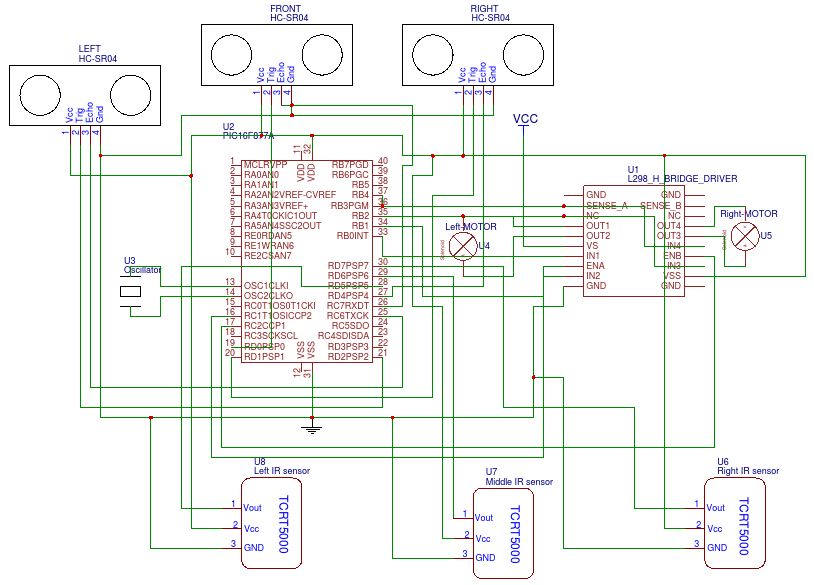 FRONT
HC-SR04
RIGHT
HC-SR04
LEFT
HC-SR04
Vcc Trig Echo Gnd
1 2 3 4
Vcc Trig Echo Gnd
1 2 3 4
Vcc Trig Echo Gnd
1 2 3 4
VCC
U2
PIC16F877A
11 32
VDD VDD
1 MCLRVPP RB7PGD 40
2 RA0AN0 RB6PGC 39
3 RA1AN1 RB5 38
4 RA2AN2VREF-CVREF RB4 37
5 RA3AN3VREF+ RB3PGM 36
6 RA4T0CKIC1OUT RB2 35
7 RA5AN4SSC2OUT RB1 34
8 RE0RDAN5 RB0INT 33
9 RE1WRAN6
10 RE2CSAN7
RD7PSP7 30
RD6PSP6 29
13 OSC1CLKI RD5PSP5 28
14 OSC2CLKO RD4PSP4 27
15 RC0T1OS0T1CKI RC7RXDT 26
16 RC1T1OSICCP2 RC6TXCK 25
17 RC2CCP1 RC5SDO 24
18 RC3SCKSCL RC4SDISDA 23
19 RD0PSP0 RD3PSP3 22
20 RD1PSP1 RD2PSP2 21
VSS VSS
12 31
U3
Oscillator
U1
L298_H_BRIDGE_DRIVER
GND GND
SENSE_A SENSE_B
NC NC
OUT1 OUT4
OUT2 OUT3
VS IN4
IN1 ENB
ENA IN3
IN2 VSS
GND GND
Left-MOTOR
U4
Right-MOTOR
U5
U8
Left IR sensor
1 Vout
2 Vcc
3 GND
TCRT5000
U7
Middle IR sensor
1 Vout
2 Vcc
3 GND
TCRT5000
U6
Right IR sensor
1 Vout
2 Vcc
3 GND
TCRT5000